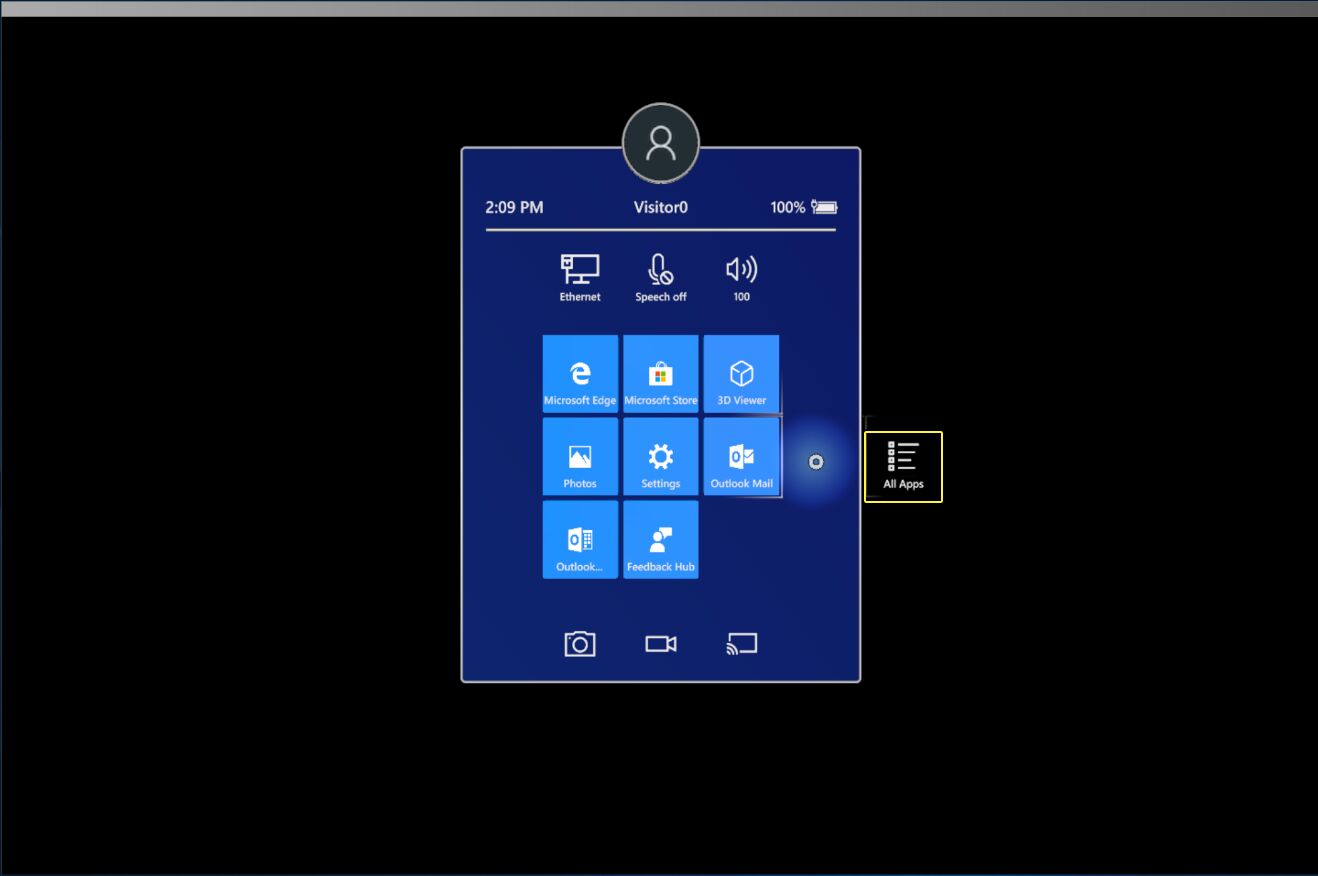 2:09 PM Visitor0 100%
Ethernet Speech off 100
Microsoft Edge Microsoft Store 3D Viewer
Photos Settings Outlook Mail
All Apps
Outlook... Feedback Hub